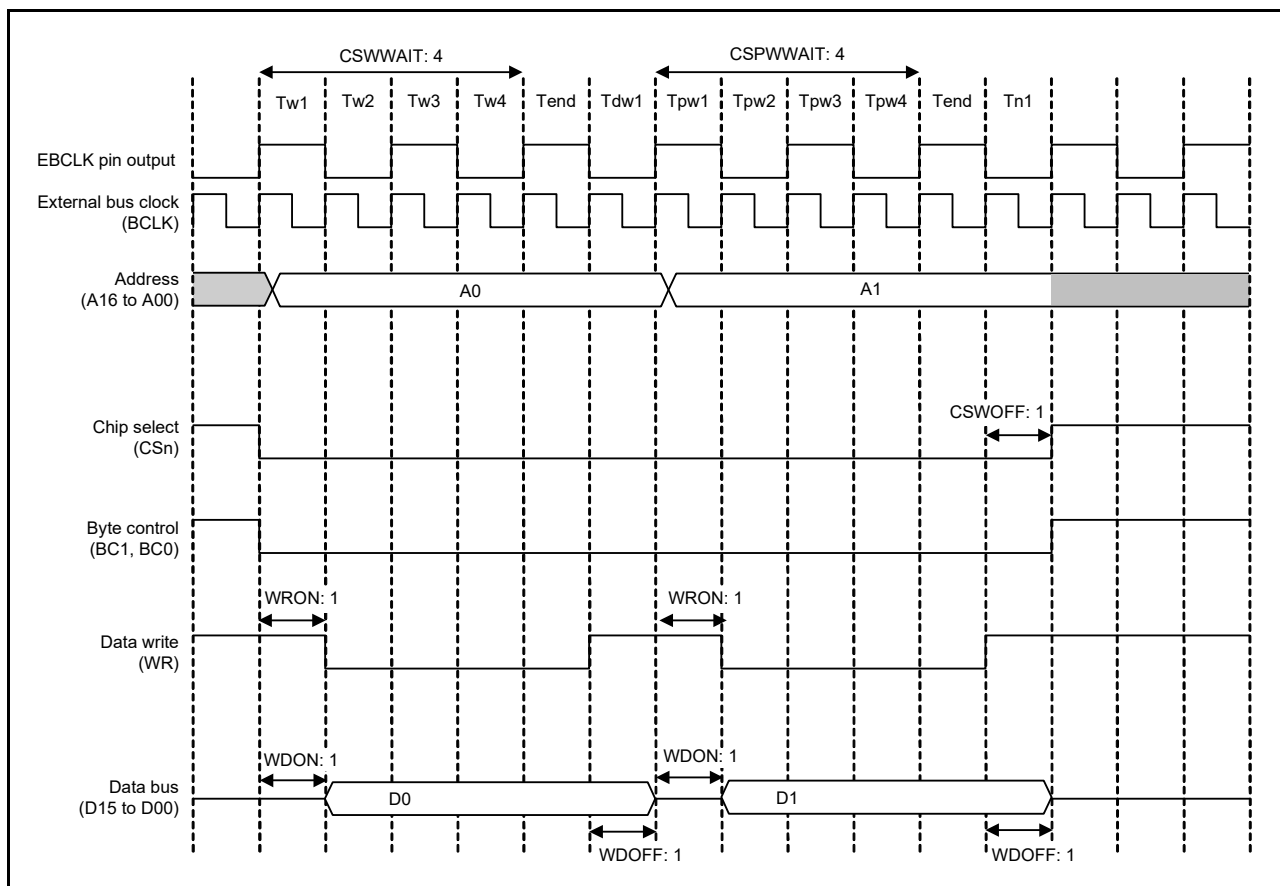 CSWWAIT: 4 CSPWWAIT: 4
Tw1 Tw2 Tw3 Tw4 Tend Tdw1 Tpw1 Tpw2 Tpw3 Tpw4 Tend Tn1
EBCLK pin output
External bus clock
(BCLK)
Address
(A16 to A00)
A0 A1
CSWOFF: 1
Chip select
(CSn)
Byte control
(BC1, BC0)
WRON: 1 WRON: 1
Data write
(WR)
WDON: 1 WDON: 1
Data bus
(D15 to D00)
D0 D1
WDOFF: 1 WDOFF: 1